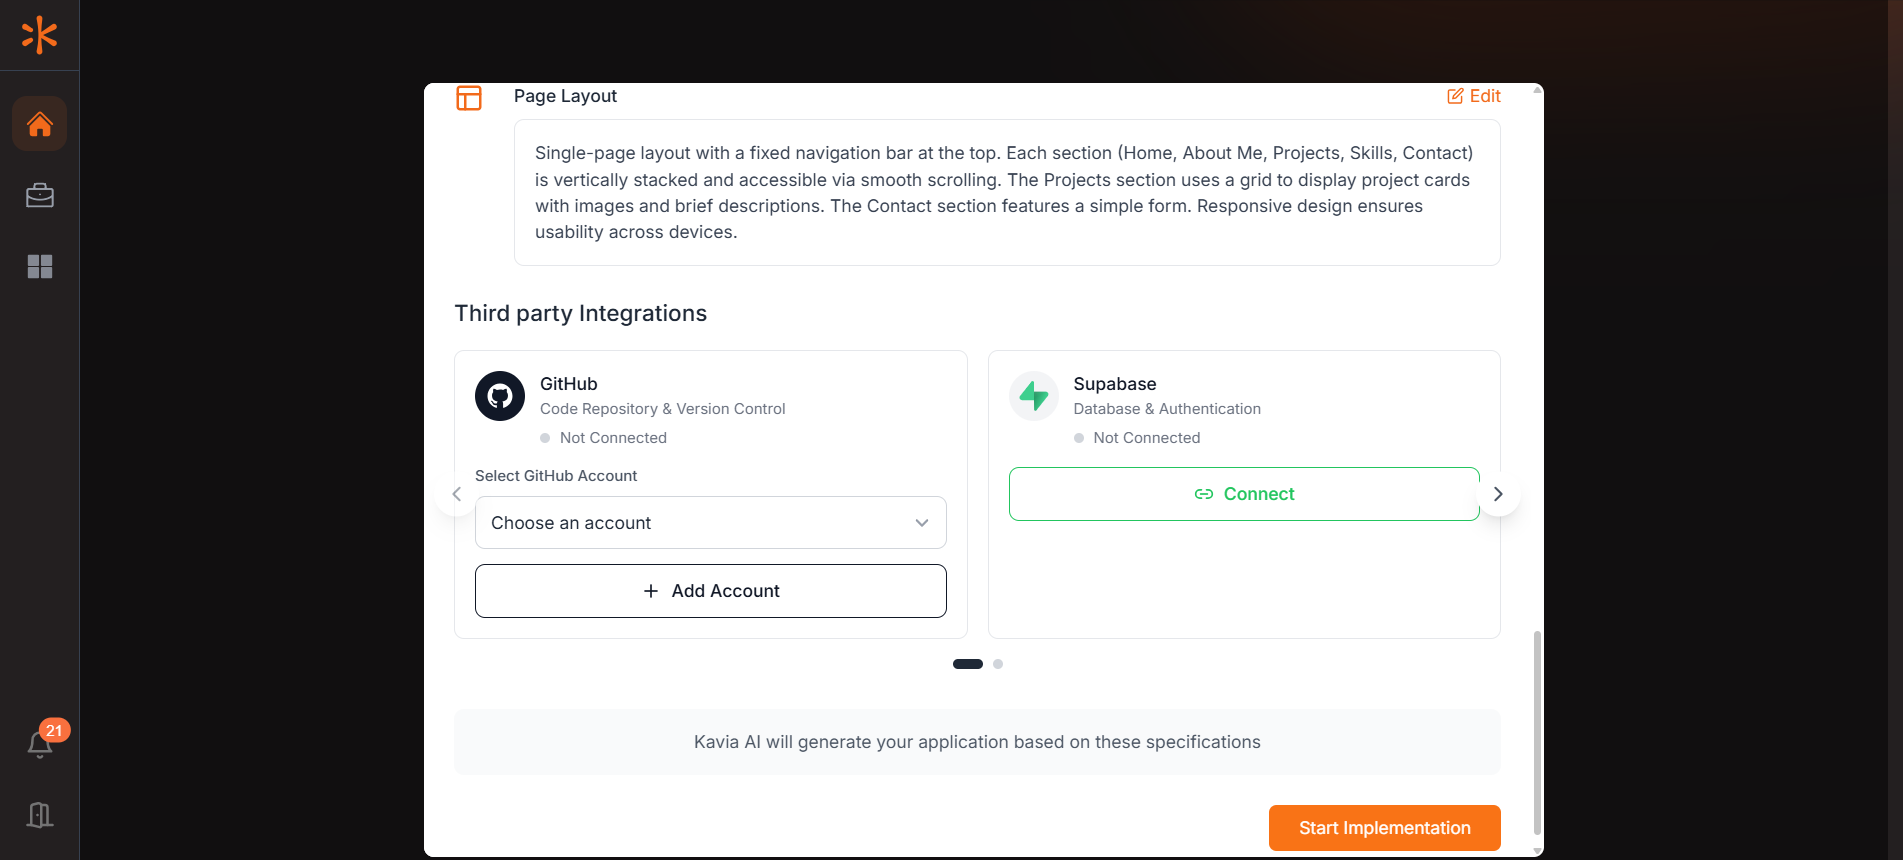 Page Layout
Edit
Single-page layout with a fixed navigation bar at the top. Each section (Home, About Me, Projects, Skills, Contact)
is vertically stacked and accessible via smooth scrolling. The Projects section uses a grid to display project cards
with images and brief descriptions. The Contact section features a simple form. Responsive design ensures
usability across devices.
Third party Integrations
GitHub
Code Repository & Version Control
Not Connected
Select GitHub Account
Choose an account
Add Account
Supabase
Database & Authentication
Not Connected
Connect
Kavia AI will generate your application based on these specifications
Start Implementation
21